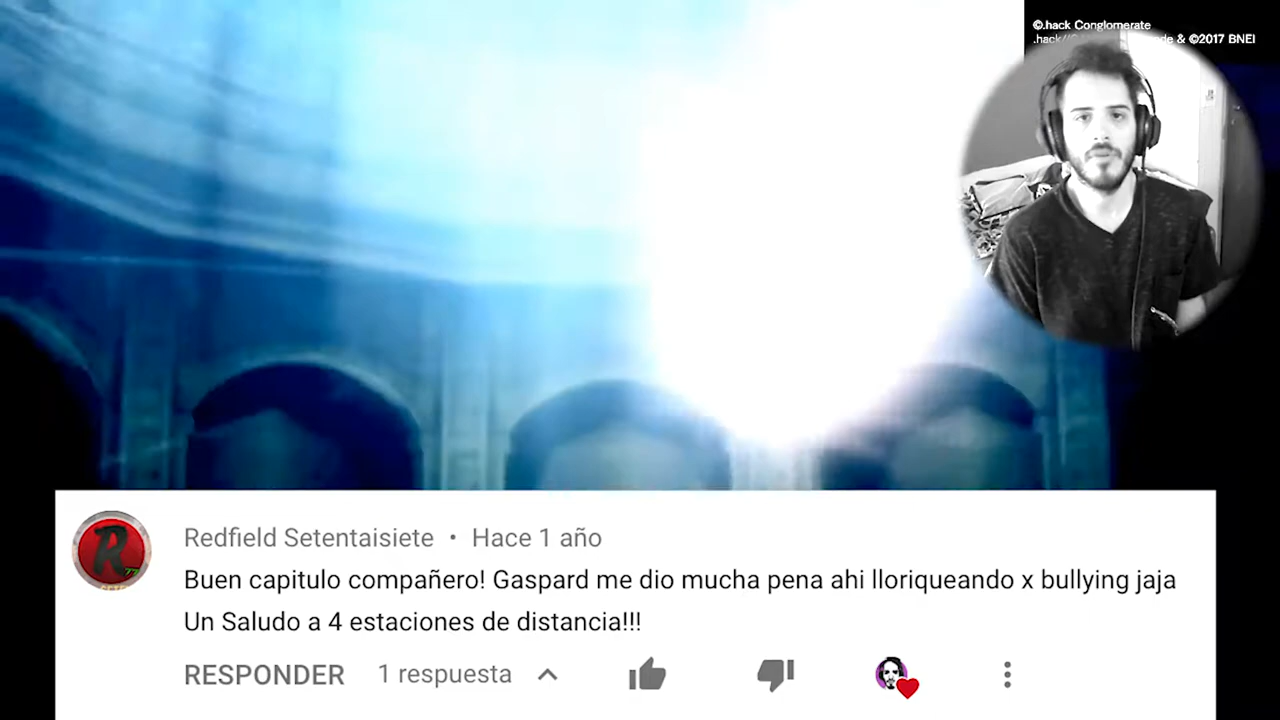 ©.hack Conglomerate
.hack// de & ©2017 BNEI
R
77
Redfield Setentaisiete • Hace 1 año
Buen capitulo compañero! Gaspard me dio mucha pena ahi lloriqueando x bullying jaja
Un Saludo a 4 estaciones de distancia!!!
RESPONDER 1 respuesta